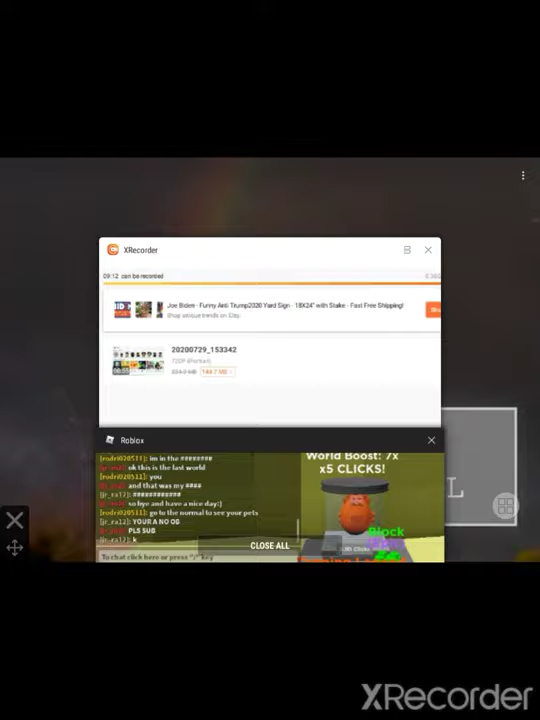 XRecorder
09:12 can be recorded
Joe Biden - Funny Anti Trump2020 Yard Sign - 18X24" with Stake - Fast Free Shipping!
Shop unique trends on Etsy.
20200729_153342
720P
Roblox
[rodri020511]: im in the ########
ok this is the last world
[rodri020511]: you
and that was my ####
[jr_ra12]: ############
so bye and have a nice day:)
[rodri020511]: go to the normal to see your pets
[jr_ra12]: YOUR A NO OB
PLS SUB
[jr_ra12]: k
To chat click here or press "/" key
World Boost: 7x
x5 CLICKS!
Block
Clicks
L
CLOSE ALL
XRecorder